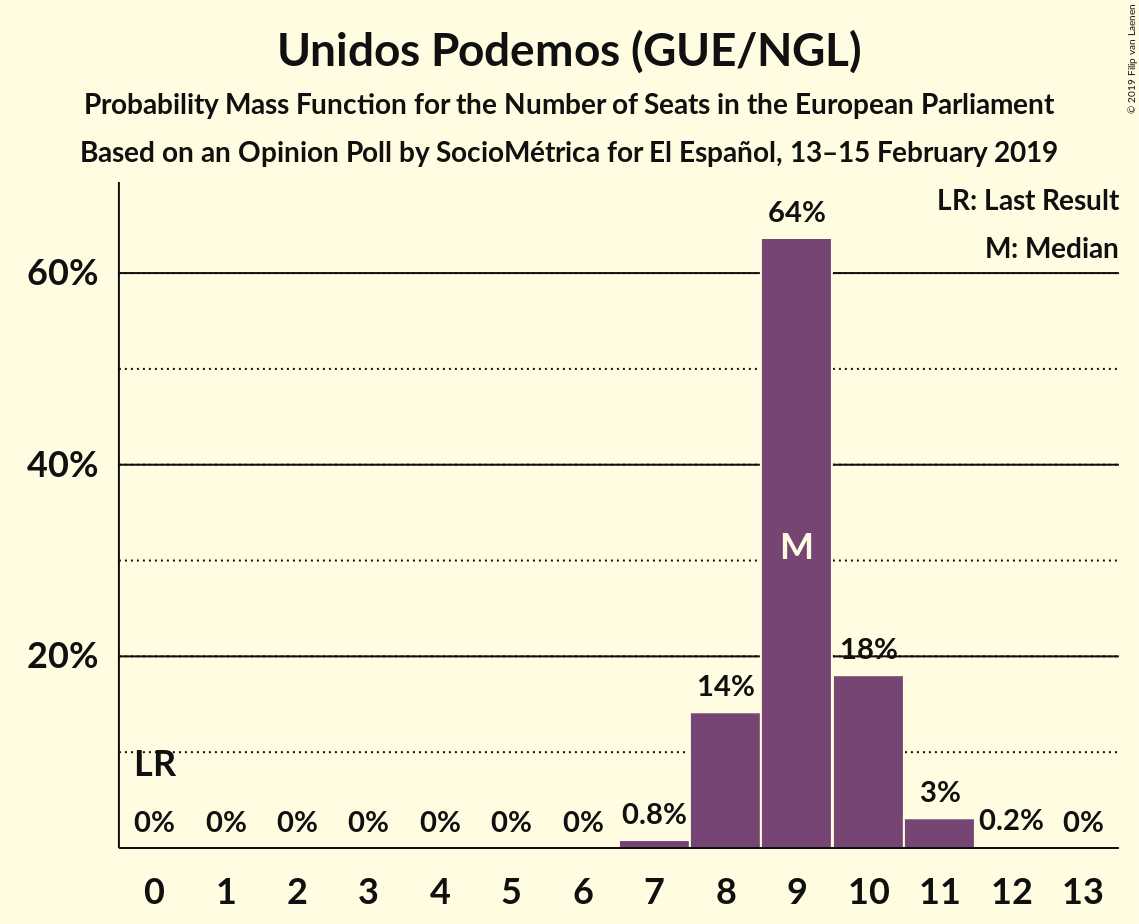 Unidos Podemos (GUE/NGL)
Probability Mass Function for the Number of Seats in the European Parliament
Based on an Opinion Poll by SocioMétrica for El Español, 13–15 February 2019
© 2019 Filip van Laenen
LR: Last Result
M: Median
64%
60%
40%
M
20%
18%
14%
LR
0% 0% 0% 0% 0% 0% 0% 0.8% 3% 0.2% 0%
0 1 2 3 4 5 6 7 8 9 10 11 12 13